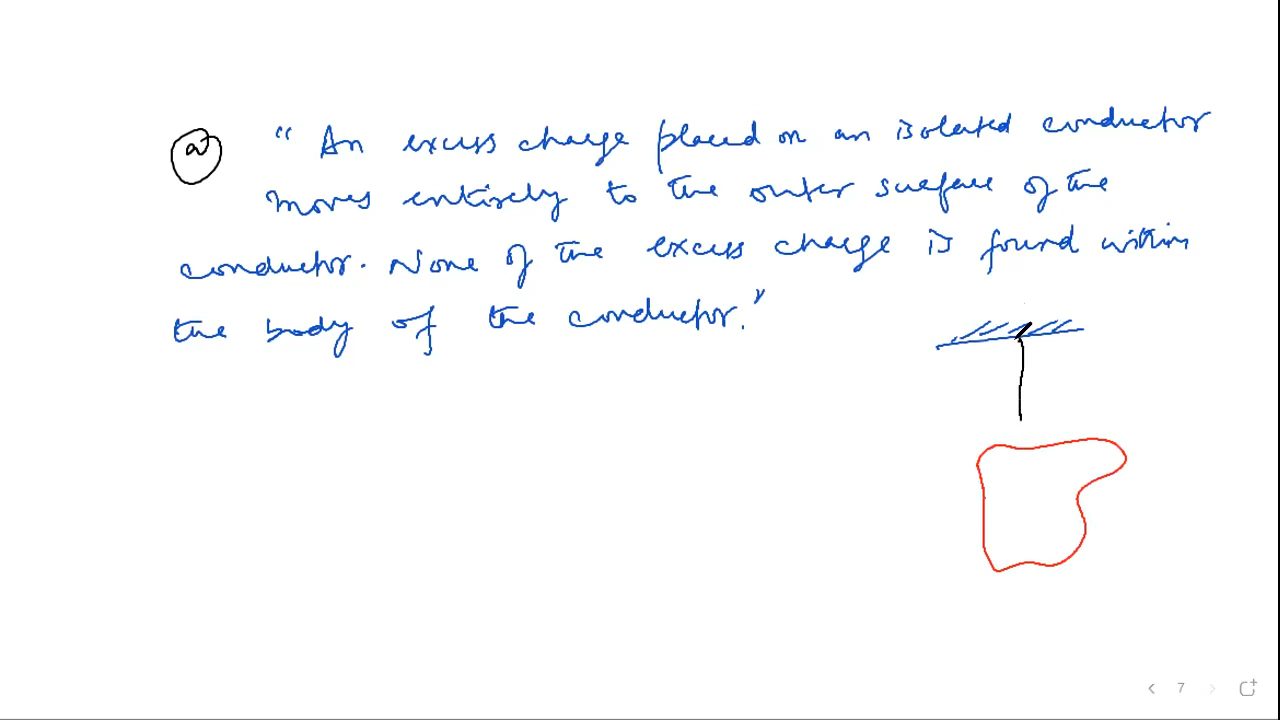 a) " An excess charge placed on an isolated conductor
moves entirely to the outer surface of the
conductor. None of the excess charge is found within
the body of the conductor."
7